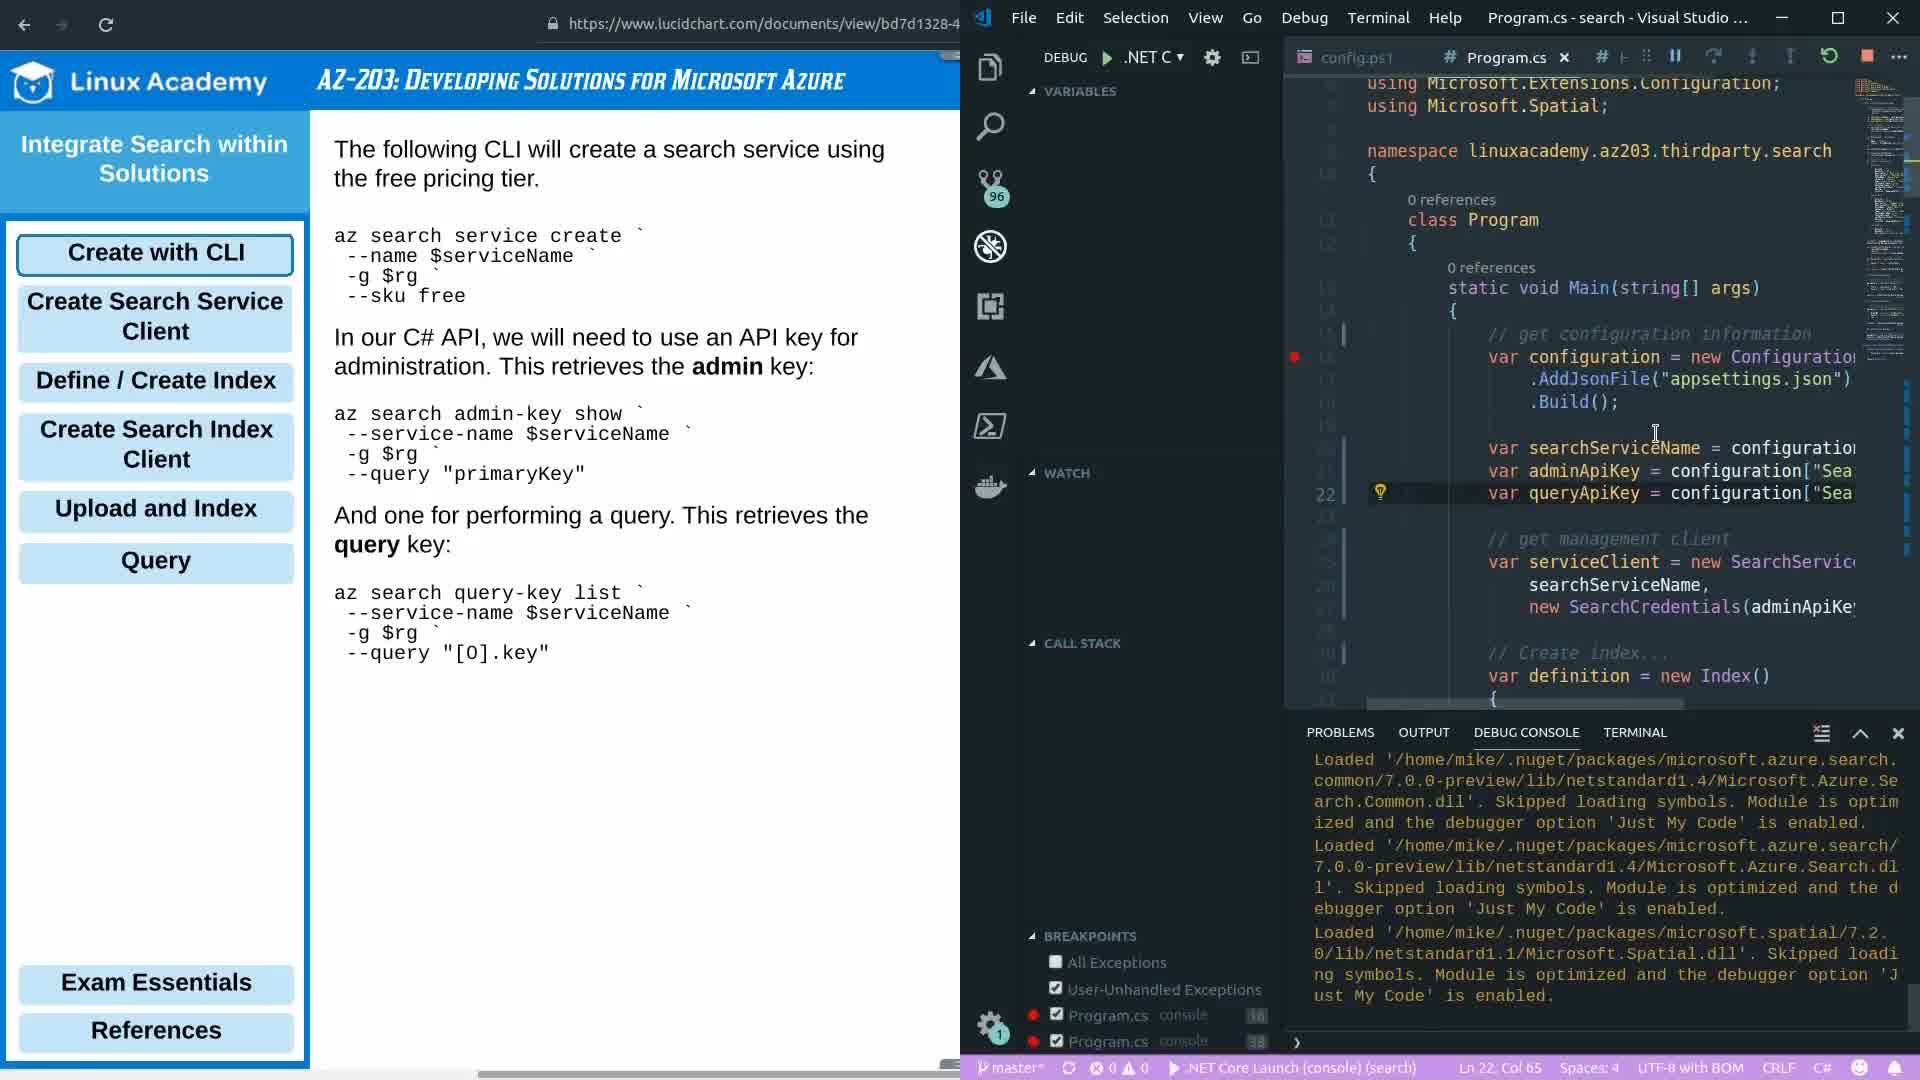 https://www.lucidchart.com/documents/view/bd7d1328-4
Linux Academy
AZ-203: Developing Solutions for Microsoft Azure
Integrate Search within
Solutions
Create with CLI
Create Search Service
Client
Define / Create Index
Create Search Index
Client
Upload and Index
Query
Exam Essentials
References
The following CLI will create a search service using
the free pricing tier.
az search service create `
--name $serviceName `
-g $rg `
--sku free
In our C# API, we will need to use an API key for
administration. This retrieves the admin key:
az search admin-key show `
--service-name $serviceName `
-g $rg `
--query "primaryKey"
And one for performing a query. This retrieves the
query key:
az search query-key list `
--service-name $serviceName `
-g $rg `
--query "[0].key"
File Edit Selection View Go Debug Terminal Help Program.cs - search - Visual Studio ...
DEBUG .NET C
config.ps1 # Program.cs #
96
1
VARIABLES
WATCH
CALL STACK
BREAKPOINTS
All Exceptions
User-Unhandled Exceptions
Program.cs console 16
Program.cs console 38
using Microsoft.Extensions.Configuration;
using Microsoft.Spatial;
namespace linuxacademy.az203.thirdparty.search
{
0 references
class Program
{
0 references
static void Main(string[] args)
{
// get configuration information
var configuration = new Configuration
.AddJsonFile("appsettings.json")
.Build();
var searchServiceName = configuration
var adminApiKey = configuration["Sea
22 var queryApiKey = configuration["Sea
// get management client
var serviceClient = new SearchService
searchServiceName,
new SearchCredentials(adminApiKey
// Create index...
var definition = new Index()
{
PROBLEMS OUTPUT DEBUG CONSOLE TERMINAL
Loaded '/home/mike/.nuget/packages/microsoft.azure.search.
common/7.0.0-preview/lib/netstandard1.4/Microsoft.Azure.Se
arch.Common.dll'. Skipped loading symbols. Module is optim
ized and the debugger option 'Just My Code' is enabled.
Loaded '/home/mike/.nuget/packages/microsoft.azure.search/
7.0.0-preview/lib/netstandard1.4/Microsoft.Azure.Search.dl
l'. Skipped loading symbols. Module is optimized and the d
ebugger option 'Just My Code' is enabled.
Loaded '/home/mike/.nuget/packages/microsoft.spatial/7.2.
0/lib/netstandard1.1/Microsoft.Spatial.dll'. Skipped loadi
ng symbols. Module is optimized and the debugger option 'J
ust My Code' is enabled.
master* 0 0 .NET Core Launch (console) (search) Ln 22, Col 65 Spaces: 4 UTF-8 with BOM CRLF C#